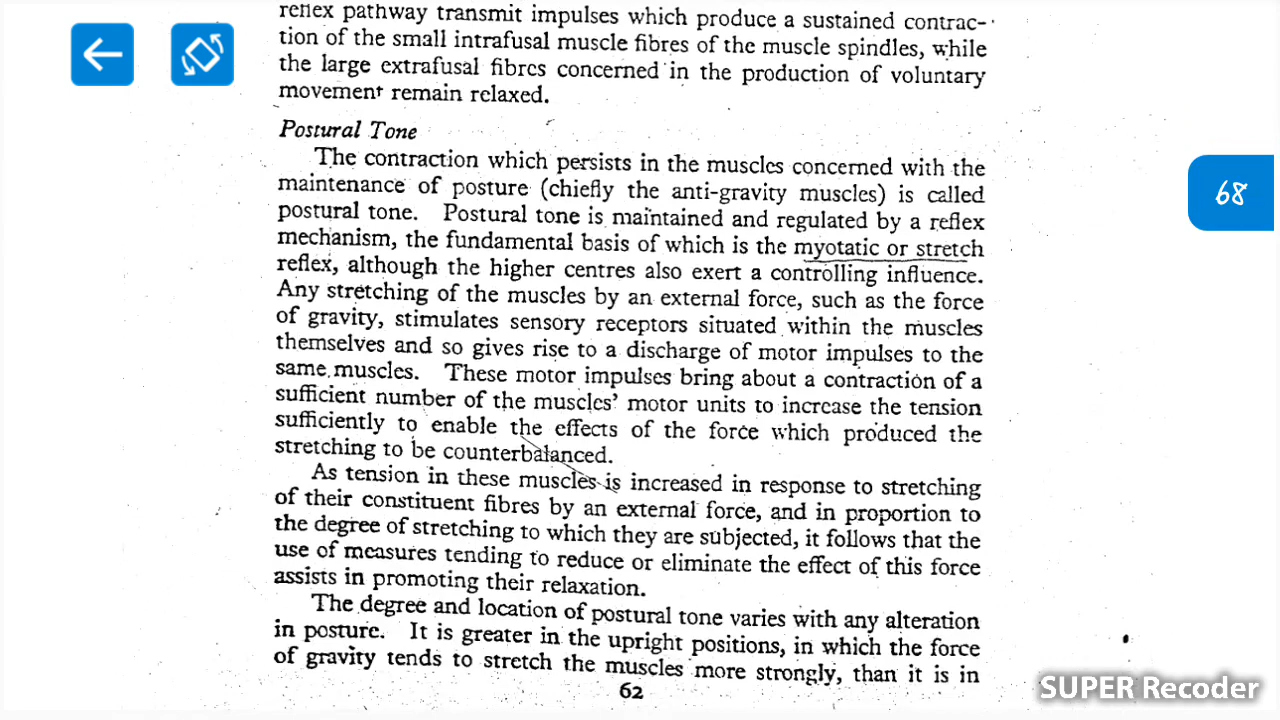 reflex pathway transmit impulses which produce a sustained contrac-
tion of the small intrafusal muscle fibres of the muscle spindles, while
the large extrafusal fibres concerned in the production of voluntary
movement remain relaxed.
Postural Tone
The contraction which persists in the muscles concerned with the
maintenance of posture (chiefly the anti-gravity muscles) is called
postural tone. Postural tone is maintained and regulated by a reflex
mechanism, the fundamental basis of which is the myotatic or stretch
reflex, although the higher centres also exert a controlling influence.
Any stretching of the muscles by an external force, such as the force
of gravity, stimulates sensory receptors situated within the muscles
themselves and so gives rise to a discharge of motor impulses to the
same muscles. These motor impulses bring about a contraction of a
sufficient number of the muscles' motor units to increase the tension
sufficiently to enable the effects of the force which produced the
stretching to be counterbalanced.
As tension in these muscles is increased in response to stretching
of their constituent fibres by an external force, and in proportion to
the degree of stretching to which they are subjected, it follows that the
use of measures tending to reduce or eliminate the effect of this force
assists in promoting their relaxation.
The degree and location of postural tone varies with any alteration
in posture. It is greater in the upright positions, in which the force
of gravity tends to stretch the muscles more strongly, than it is in
62
68
SUPER Recoder